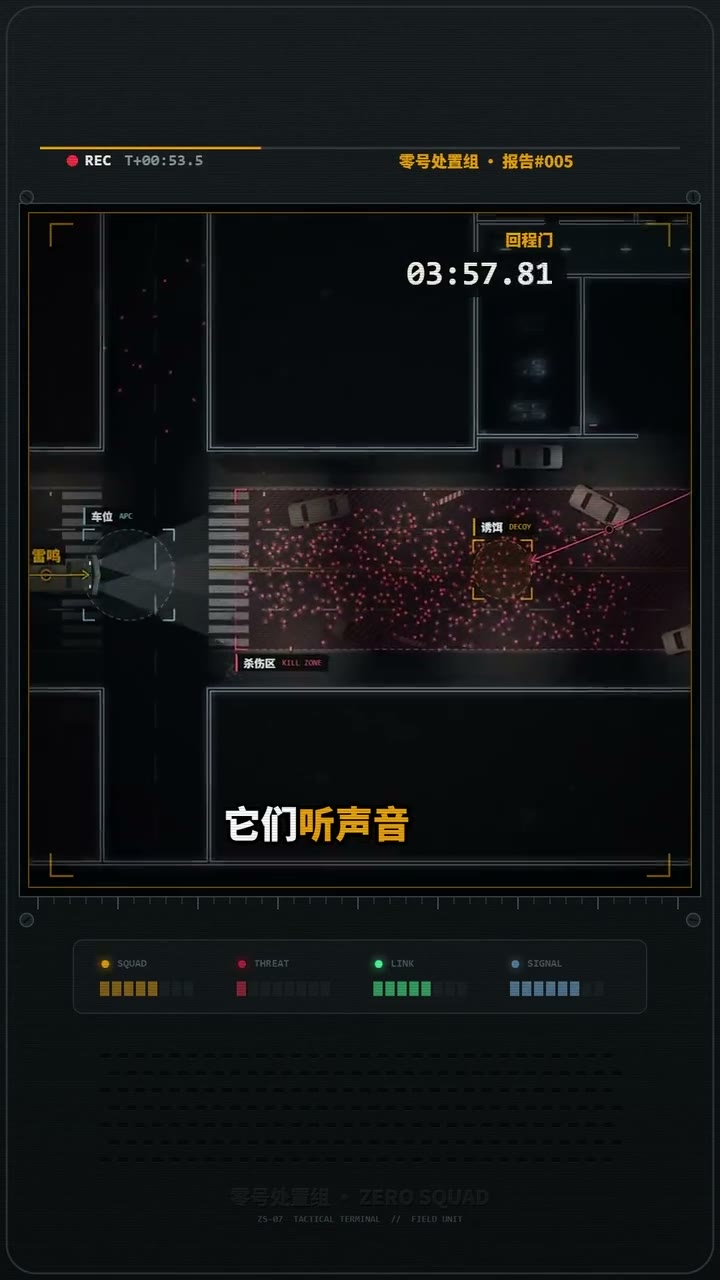 REC T+00:53.5
零号处置组 · 报告#005
回程门
03:57.81
车位 APC
诱饵 DECOY
雷鸣
杀伤区 KILL ZONE
它们听声音
SQUAD
THREAT
LINK
SIGNAL
零号处置组 · ZERO SQUAD
ZS-07 TACTICAL TERMINAL // FIELD UNIT